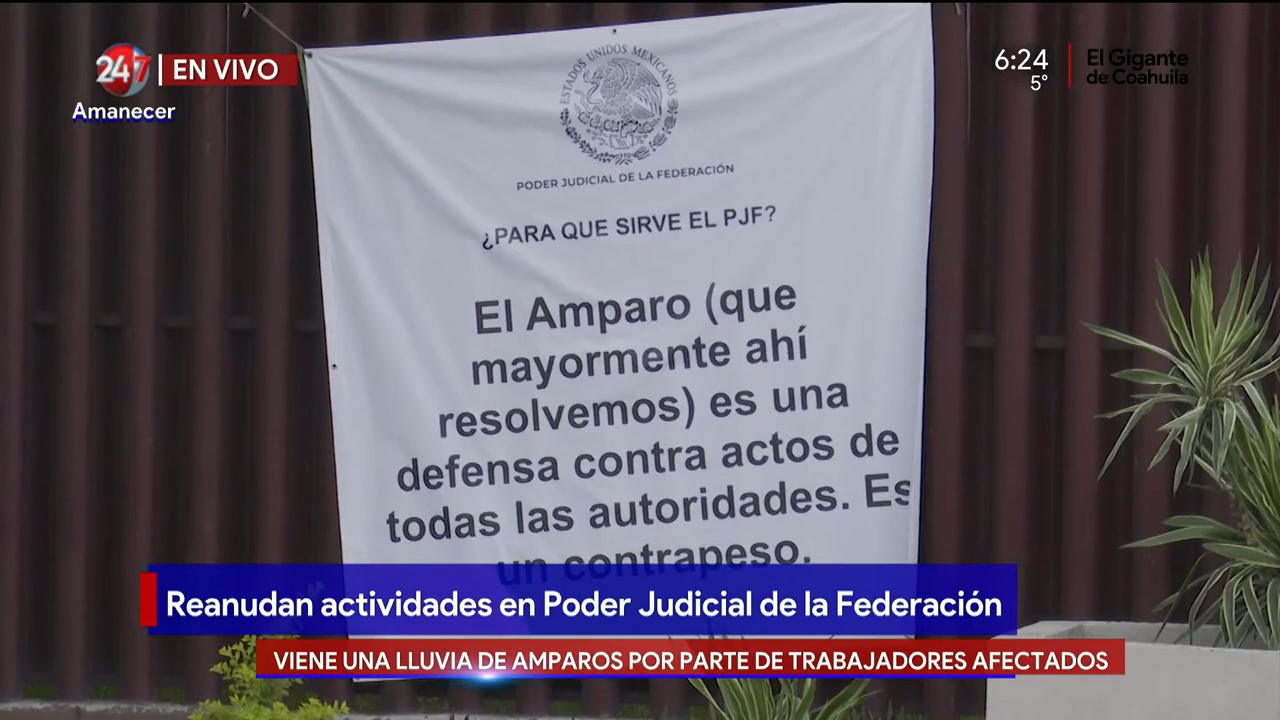 24 7
EN VIVO
Amanecer
6:24
5°
El Gigante
de Coahuila
ESTADOS UNIDOS MEXICANOS
PODER JUDICIAL DE LA FEDERACIÓN
¿PARA QUE SIRVE EL PJF?
El Amparo (que
mayormente ahí
resolvemos) es una
defensa contra actos de
todas las autoridades. Es
un contrapeso.
Reanudan actividades en Poder Judicial de la Federación
VIENE UNA LLUVIA DE AMPAROS POR PARTE DE TRABAJADORES AFECTADOS